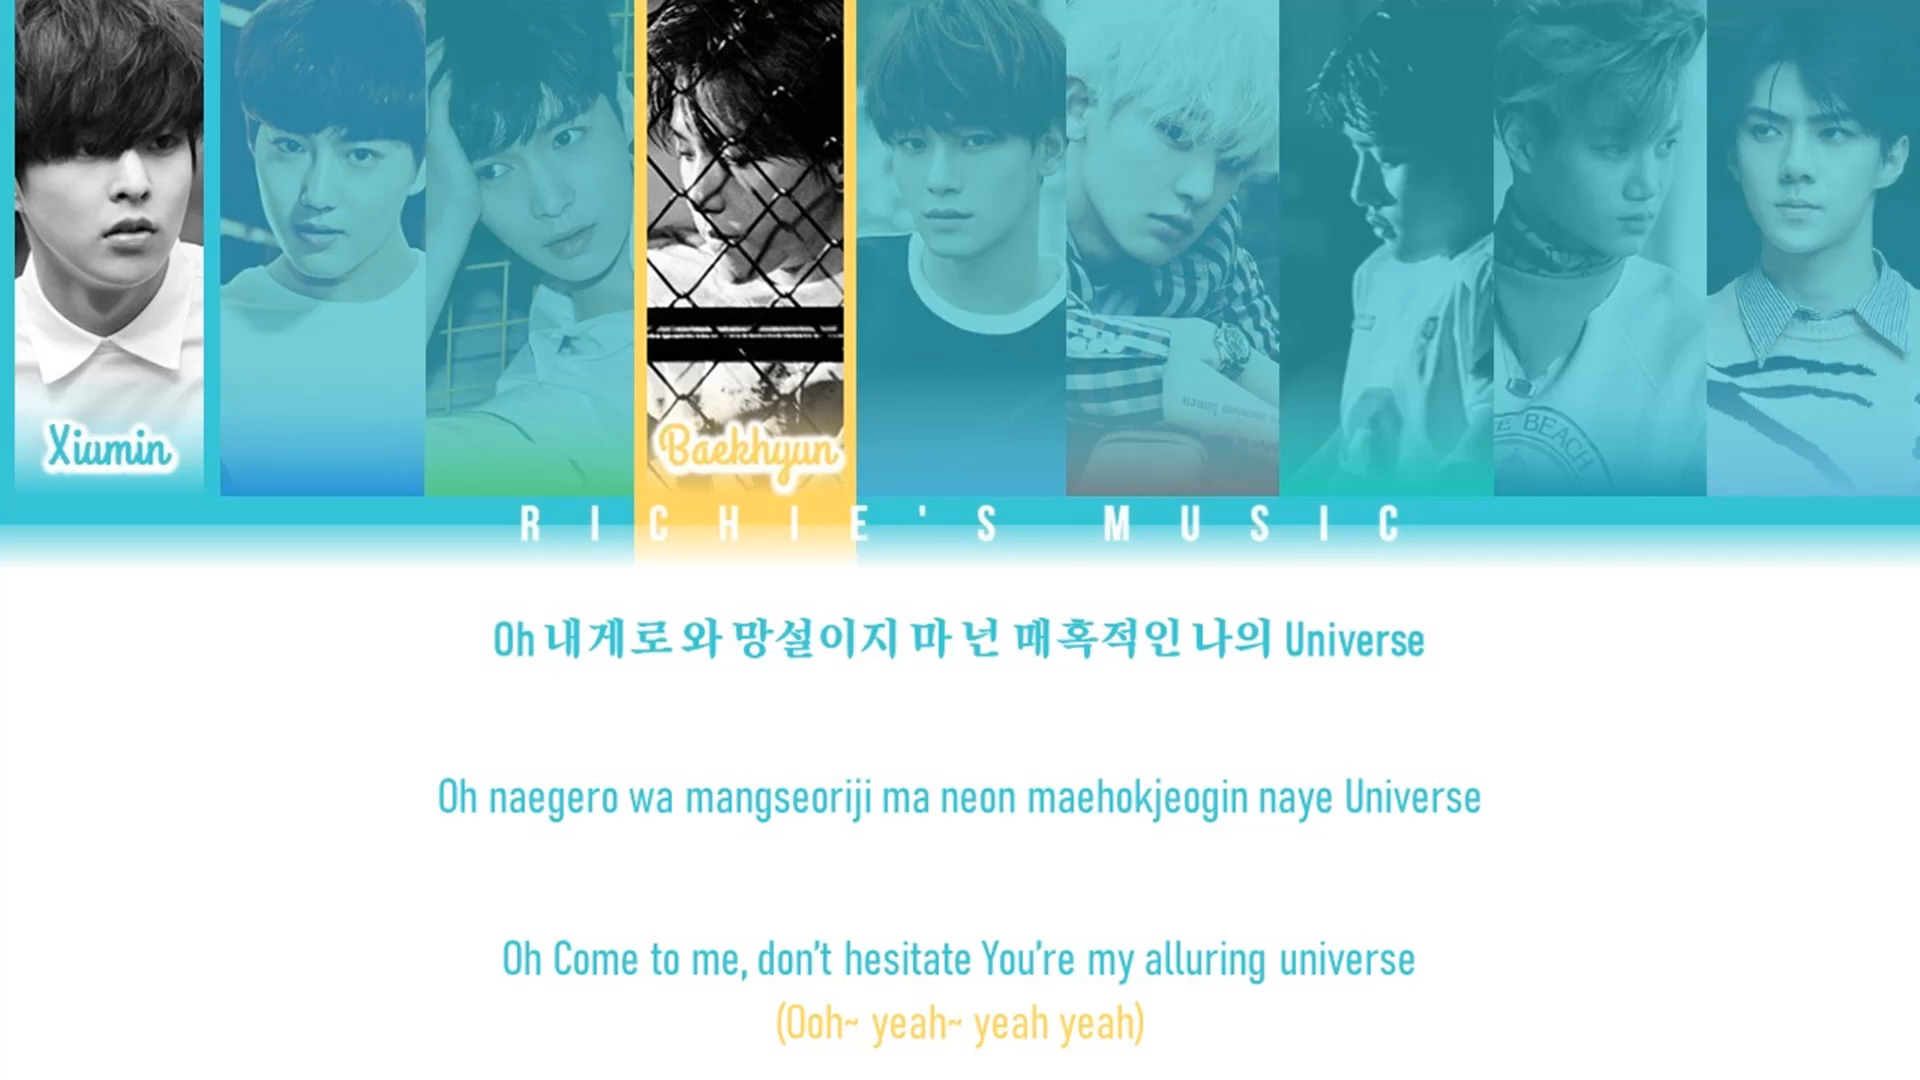 Xiumin
Baekhyun
RICHIE'S MUSIC
Oh 내게로 와 망설이지 마 넌 매혹적인 나의 Universe
Oh naegero wa mangseoriji ma neon maehokjeogin naye Universe
Oh Come to me, don't hesitate You're my alluring universe
(Ooh~ yeah~ yeah yeah)